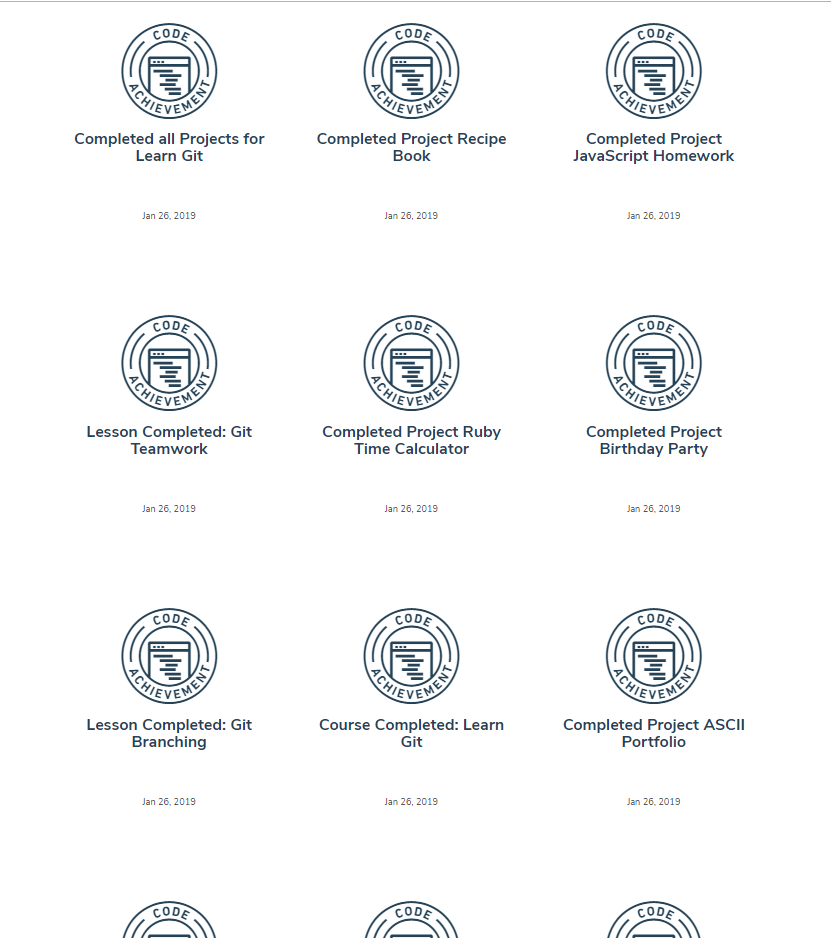 CODE
ACHIEVEMENT
CODE
ACHIEVEMENT
CODE
ACHIEVEMENT
Completed all Projects for
Learn Git
Completed Project Recipe
Book
Completed Project
JavaScript Homework
Jan 26, 2019
Jan 26, 2019
Jan 26, 2019
CODE
ACHIEVEMENT
CODE
ACHIEVEMENT
CODE
ACHIEVEMENT
Lesson Completed: Git
Teamwork
Completed Project Ruby
Time Calculator
Completed Project
Birthday Party
Jan 26, 2019
Jan 26, 2019
Jan 26, 2019
CODE
ACHIEVEMENT
CODE
ACHIEVEMENT
CODE
ACHIEVEMENT
Lesson Completed: Git
Branching
Course Completed: Learn
Git
Completed Project ASCII
Portfolio
Jan 26, 2019
Jan 26, 2019
Jan 26, 2019
CODE
CODE
CODE